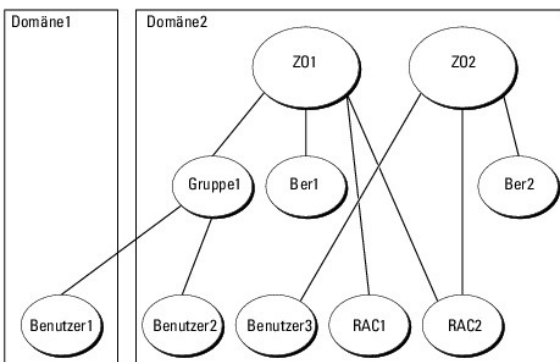 Domäne1
Domäne2
ZO1
ZO2
Gruppe1
Ber1
Ber2
Benutzer1
Benutzer2
Benutzer3
RAC1
RAC2